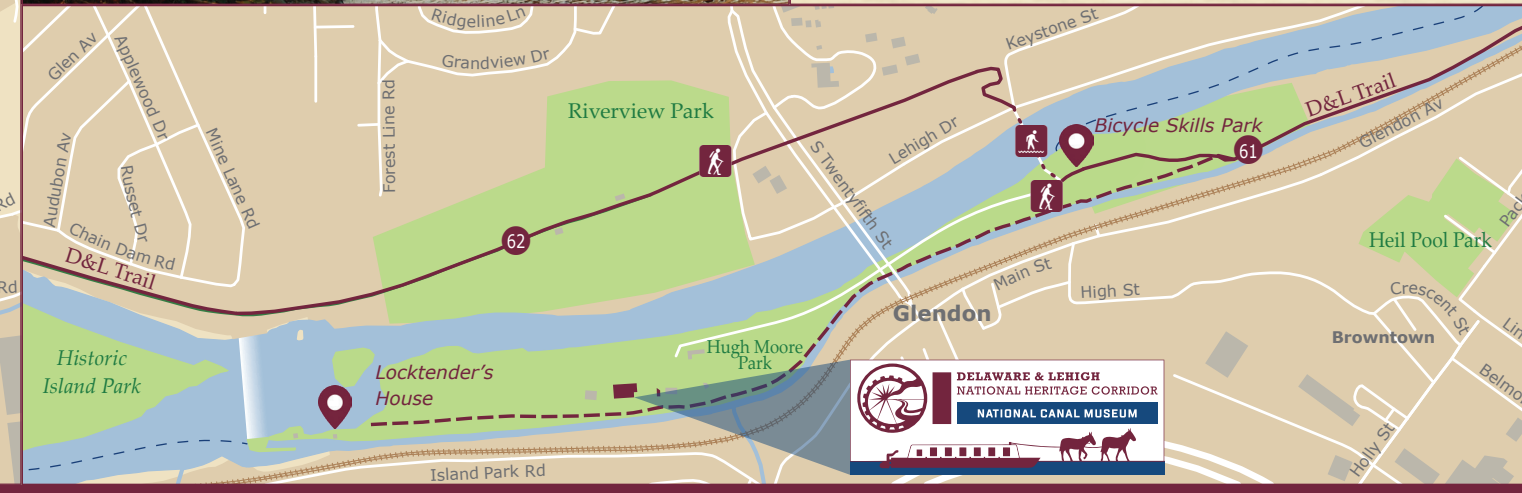 Ridgeline Ln
Keystone St
Glen Av
Applewood Dr
Grandview Dr
Forest Line Rd
Riverview Park
D&L Trail
Glendon Av
Bicycle Skills Park
Lehigh Dr
S Twentyfifth St
61
Mine Lane Rd
Audubon Av
Russet Dr
Rd
62
Chain Dam Rd
D&L Trail
Heil Pool Park
Main St
High St
Rd
Crescent St
Glendon
Browntown
Hugh Moore
Park
Historic
Island Park
Locktender's
House
DELAWARE & LEHIGH
NATIONAL HERITAGE CORRIDOR
NATIONAL CANAL MUSEUM
Holly St
Island Park Rd